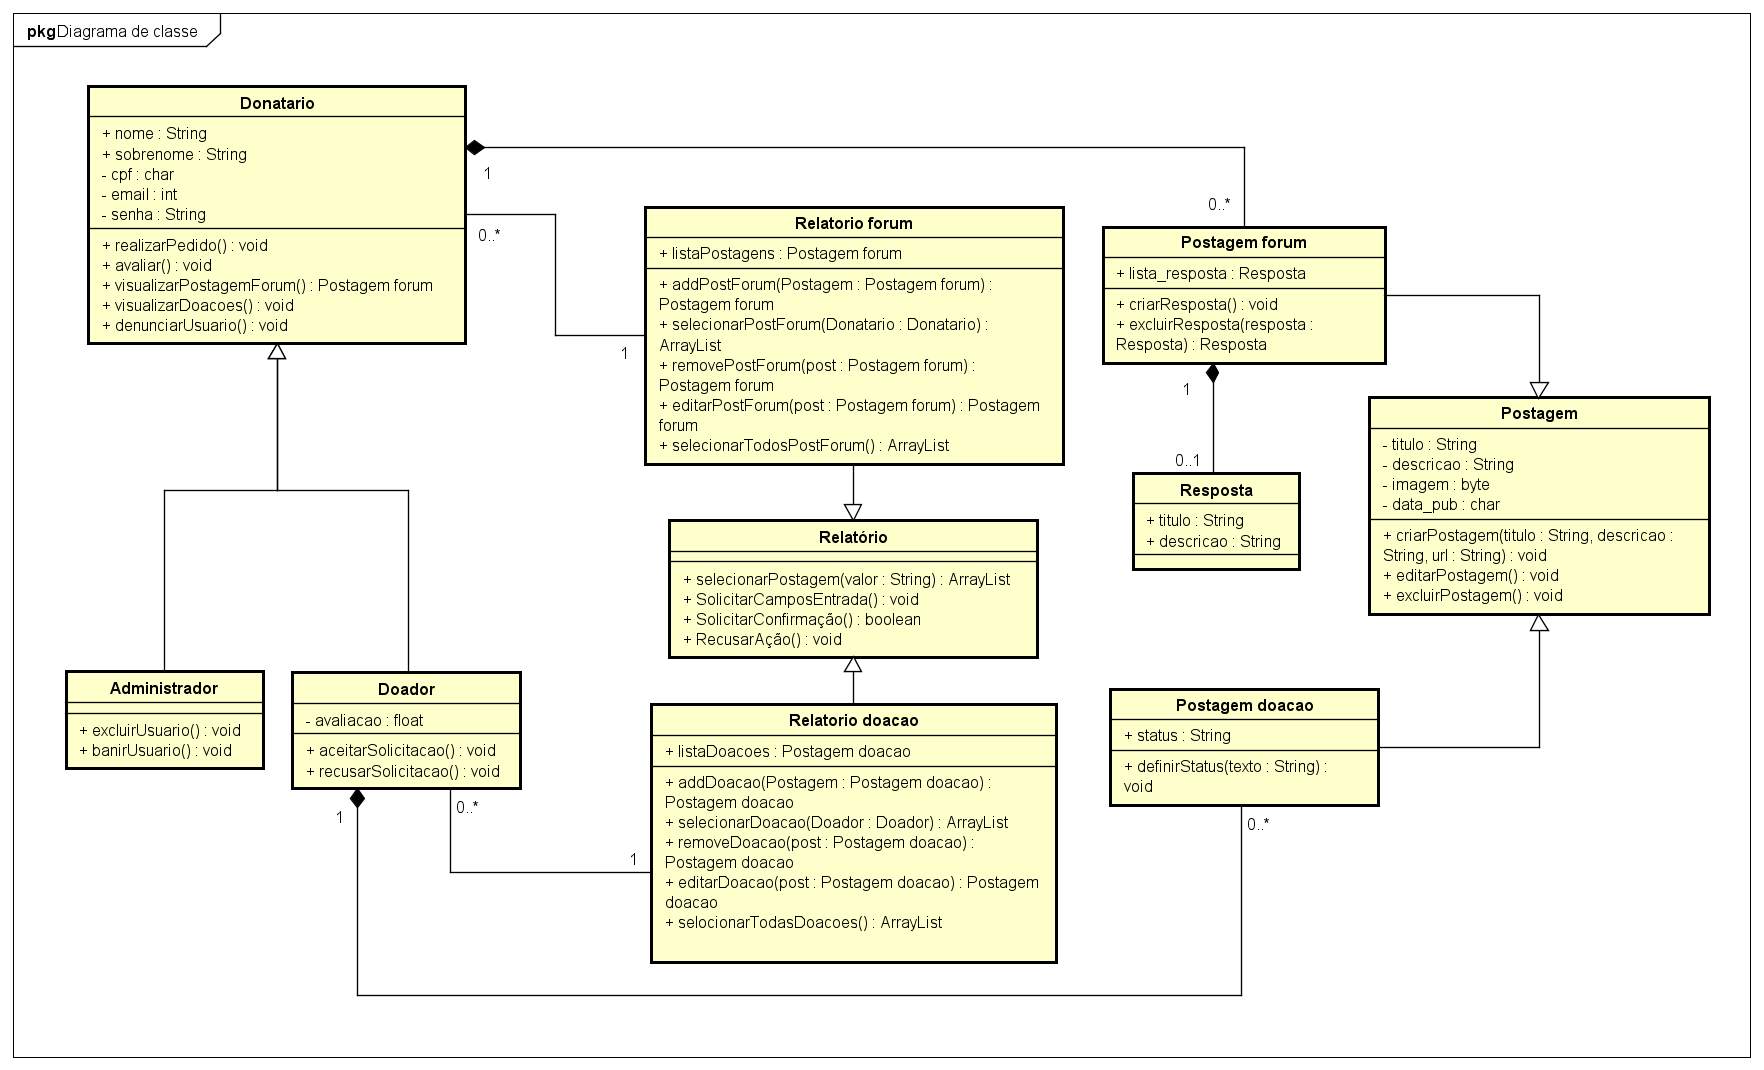 pkg Diagrama de classe
Donatario
+ nome : String
+ sobrenome : String
- cpf : char
- email : int
- senha : String
+ realizarPedido() : void
+ avaliar() : void
+ visualizarPostagemForum() : Postagem forum
+ visualizarDoacoes() : void
+ denunciarUsuario() : void
1
0..*
0..*
1
Relatorio forum
+ listaPostagens : Postagem forum
+ addPostForum(Postagem : Postagem forum) :
Postagem forum
+ selecionarPostForum(Donatario : Donatario) :
ArrayList
+ removePostForum(post : Postagem forum) :
Postagem forum
+ editarPostForum(post : Postagem forum) : Postagem
forum
+ selecionarTodosPostForum() : ArrayList
Postagem forum
+ lista_resposta : Resposta
+ criarResposta() : void
+ excluirResposta(resposta :
Resposta) : Resposta
1
0..1
Resposta
+ titulo : String
+ descricao : String
Postagem
- titulo : String
- descricao : String
- imagem : byte
- data_pub : char
+ criarPostagem(titulo : String, descricao :
String, url : String) : void
+ editarPostagem() : void
+ excluirPostagem() : void
Relatório
+ selecionarPostagem(valor : String) : ArrayList
+ SolicitarCamposEntrada() : void
+ SolicitarConfirmação() : boolean
+ RecusarAção() : void
Administrador
+ excluirUsuario() : void
+ banirUsuario() : void
Doador
- avaliacao : float
+ aceitarSolicitacao() : void
+ recusarSolicitacao() : void
1
0..*
1
Relatorio doacao
+ listaDoacoes : Postagem doacao
+ addDoacao(Postagem : Postagem doacao) :
Postagem doacao
+ selecionarDoacao(Doador : Doador) : ArrayList
+ removeDoacao(post : Postagem doacao) :
Postagem doacao
+ editarDoacao(post : Postagem doacao) : Postagem
doacao
+ selocionarTodasDoacoes() : ArrayList
Postagem doacao
+ status : String
+ definirStatus(texto : String) :
void
0..*